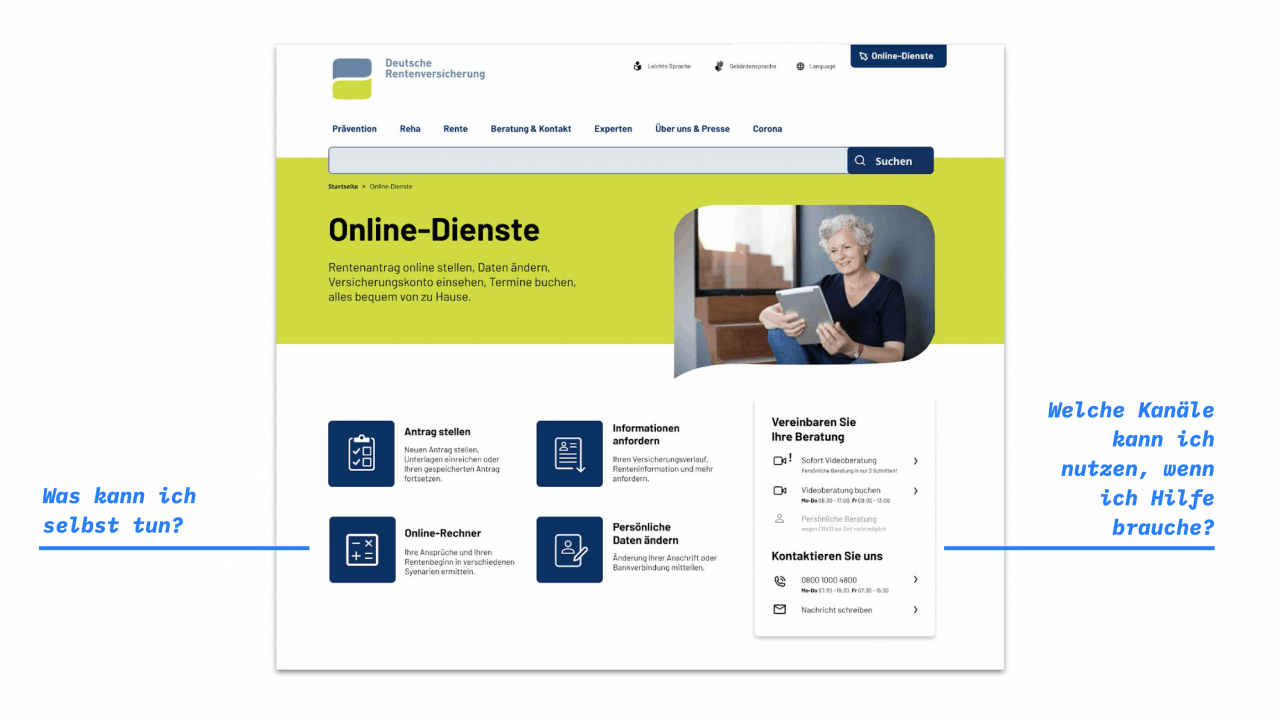 Deutsche
Rentenversicherung
Leichte Sprache
Gebärdensprache
Language
Online-Dienste
Prävention
Reha
Rente
Beratung & Kontakt
Experten
Über uns & Presse
Corona
Suchen
Startseite > Online-Dienste
Online-Dienste
Rentenantrag online stellen, Daten ändern,
Versicherungskonto einsehen, Termine buchen,
alles bequem von zu Hause.
Was kann ich
selbst tun?
Antrag stellen
Neuen Antrag stellen,
Unterlagen einreichen oder
Ihren gespeicherten Antrag
fortsetzen.
Informationen
anfordern
Ihren Versicherungsverlauf,
Renteninformation und mehr
anfordern.
Online-Rechner
Ihre Ansprüche und Ihren
Rentenbeginn in verschiedenen
Syenarien ermitteln.
Persönliche
Daten ändern
Änderung Ihrer Anschrift oder
Bankverbindung mitteilen.
Vereinbaren Sie
Ihre Beratung
Sofort Videoberatung
Persönliche Beratung in nur 2 Schritten!
Videoberatung buchen
Mo-Do 08:30 - 17:00, Fr 09:00 - 13:00
Persönliche Beratung
wegen COVID zur Zeit nicht möglich
Kontaktieren Sie uns
0800 1000 4800
Mo-Do 07:30 - 19:30, Fr 07:30 - 15:30
Nachricht schreiben
Welche Kanäle
kann ich
nutzen, wenn
ich Hilfe
brauche?